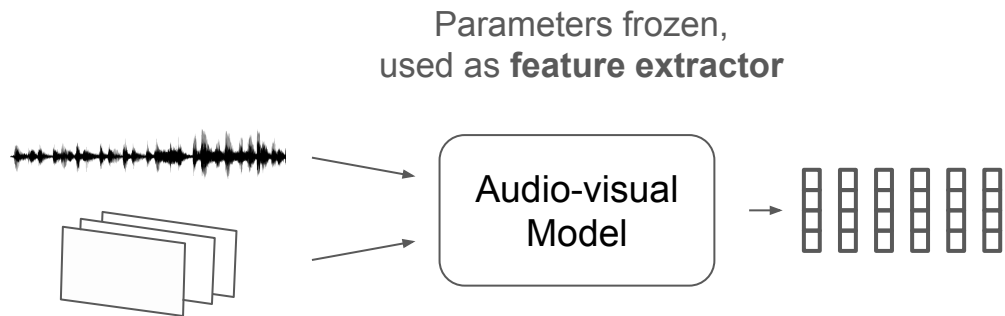 Parameters frozen,
used as feature extractor
Audio-visual
Model